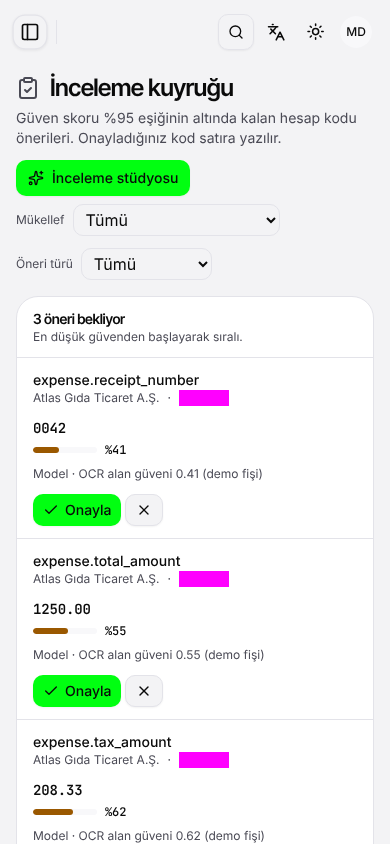 MD
İnceleme kuyruğu
Güven skoru %95 eşiğinin altında kalan hesap kodu
önerileri. Onayladığınız kod satıra yazılır.
İnceleme stüdyosu
Mükellef Tümü
Öneri türü Tümü
3 öneri bekliyor
En düşük güvenden başlayarak sıralı.
expense.receipt_number
Atlas Gıda Ticaret A.Ş. ·
0042
%41
Model · OCR alan güveni 0.41 (demo fişi)
Onayla
expense.total_amount
Atlas Gıda Ticaret A.Ş. ·
1250.00
%55
Model · OCR alan güveni 0.55 (demo fişi)
Onayla
expense.tax_amount
Atlas Gıda Ticaret A.Ş. ·
208.33
%62
Model · OCR alan güveni 0.62 (demo fişi)